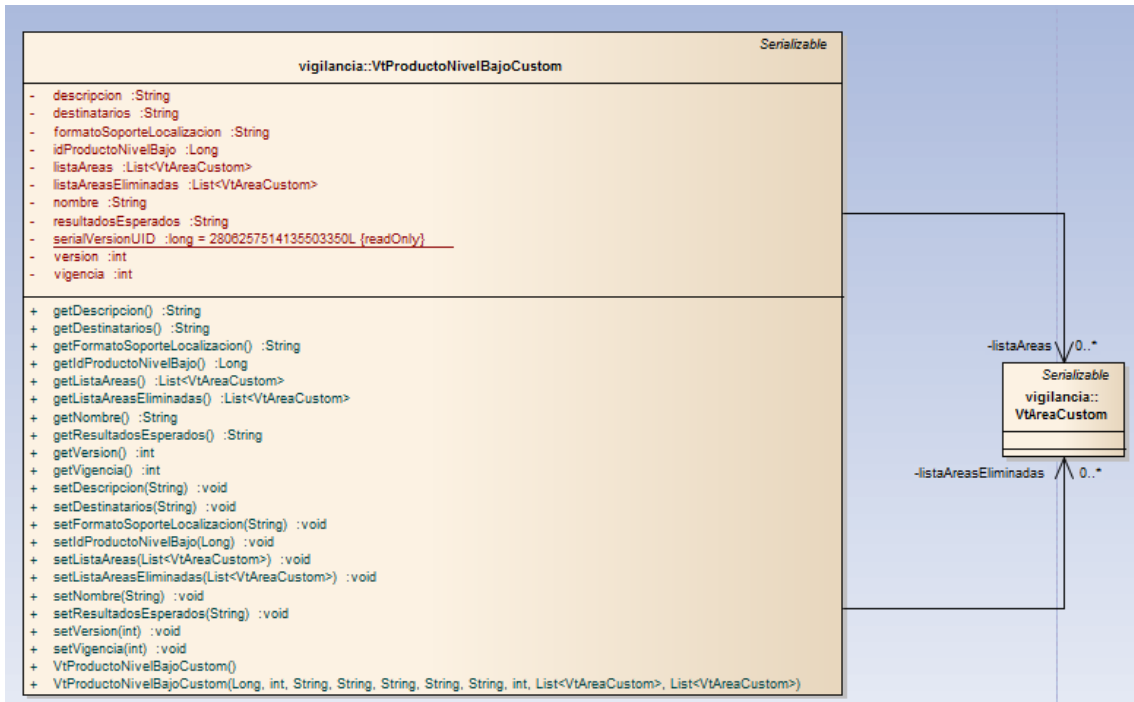 Serializable
vigilancia::VtProductoNivelBajoCustom
- descripcion :String
- destinatarios :String
- formatoSoporteLocalizacion :String
- idProductoNivelBajo :Long
- listaAreas :List<VtAreaCustom>
- listaAreasEliminadas :List<VtAreaCustom>
- nombre :String
- resultadosEsperados :String
- serialVersionUID :long = 2806257514135503350L {readOnly}
- version :int
- vigencia :int
+ getDescripcion() :String
+ getDestinatarios() :String
+ getFormatoSoporteLocalizacion() :String
+ getIdProductoNivelBajo() :Long
+ getListaAreas() :List<VtAreaCustom>
+ getListaAreasEliminadas() :List<VtAreaCustom>
+ getNombre() :String
+ getResultadosEsperados() :String
+ getVersion() :int
+ getVigencia() :int
+ setDescripcion(String) :void
+ setDestinatarios(String) :void
+ setFormatoSoporteLocalizacion(String) :void
+ setIdProductoNivelBajo(Long) :void
+ setListaAreas(List<VtAreaCustom>) :void
+ setListaAreasEliminadas(List<VtAreaCustom>) :void
+ setNombre(String) :void
+ setResultadosEsperados(String) :void
+ setVersion(int) :void
+ setVigencia(int) :void
+ VtProductoNivelBajoCustom()
+ VtProductoNivelBajoCustom(Long, int, String, String, String, String, String, int, List<VtAreaCustom>, List<VtAreaCustom>)
-listaAreas 0..*
Serializable
vigilancia::
VtAreaCustom
-listaAreasEliminadas 0..*